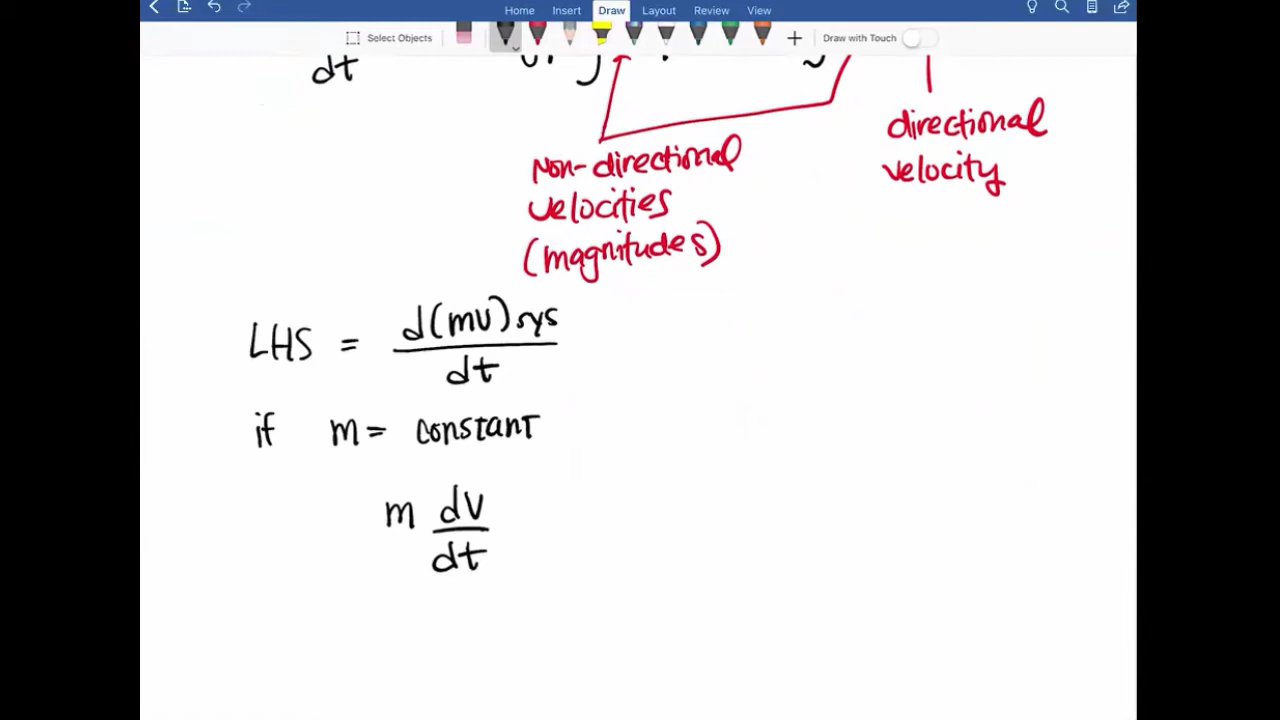 Home Insert Draw Layout Review View
Select Objects
Draw with Touch
dt
Non-directional
velocities
(magnitudes)
directional
velocity
LHS = d(mv)sys
dt
if m = constant
m dv
dt